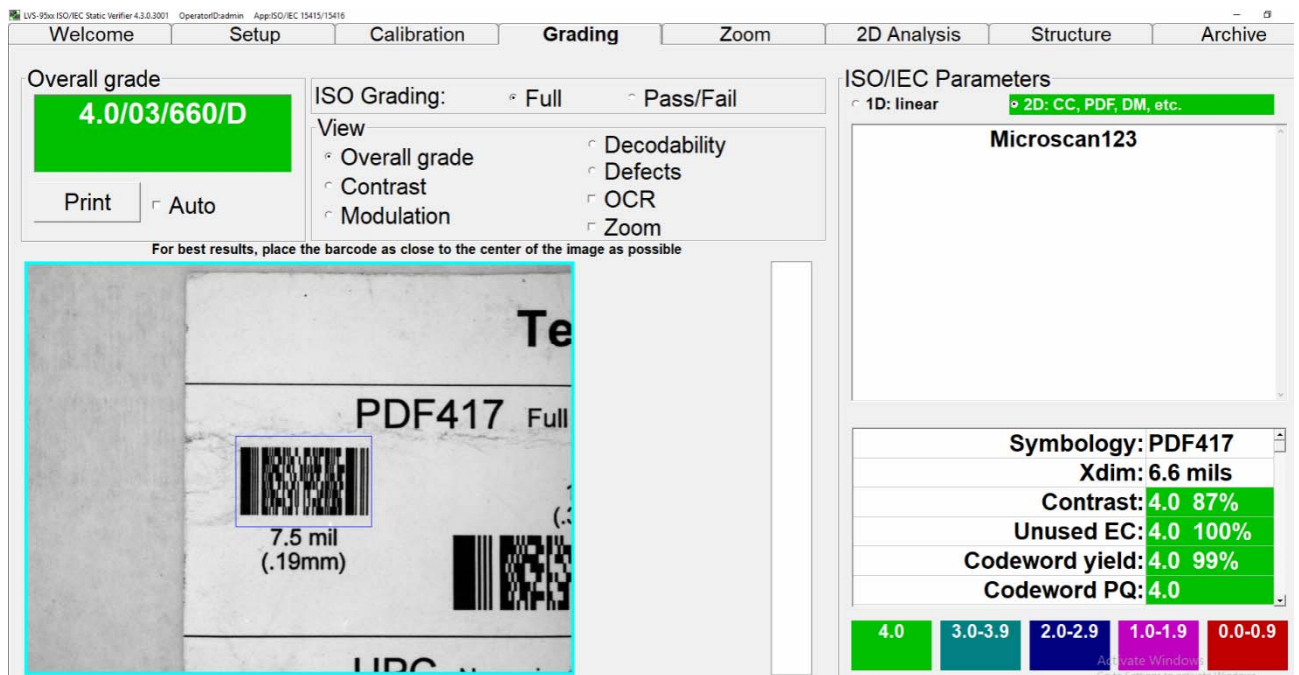 LVS-95xx ISO/IEC Static Verifier 4.3.0.3001 OperatorID:admin App:ISO/IEC 15415/15416
Welcome Setup Calibration Grading Zoom 2D Analysis Structure Archive
Overall grade
4.0/03/660/D
Print
Auto
ISO Grading: Full Pass/Fail
View
Overall grade
Contrast
Modulation
Decodability
Defects
OCR
Zoom
For best results, place the barcode as close to the center of the image as possible
Te
PDF417 Full
7.5 mil
(.19mm)
ISO/IEC Parameters
1D: linear 2D: CC, PDF, DM, etc.
Microscan123
Symbology: PDF417
Xdim: 6.6 mils
Contrast: 4.0 87%
Unused EC: 4.0 100%
Codeword yield: 4.0 99%
Codeword PQ: 4.0
4.0 3.0-3.9 2.0-2.9 1.0-1.9 0.0-0.9
Activate Windows